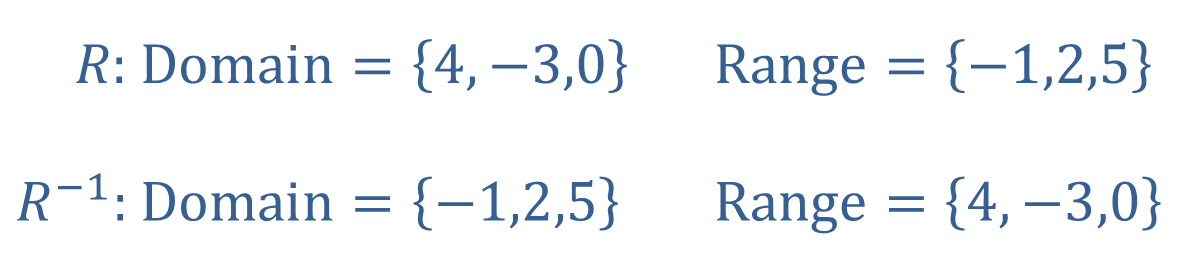 R: Domain = {4, −3,0} Range = {−1,2,5}
R⁻¹: Domain = {−1,2,5} Range = {4, −3,0}